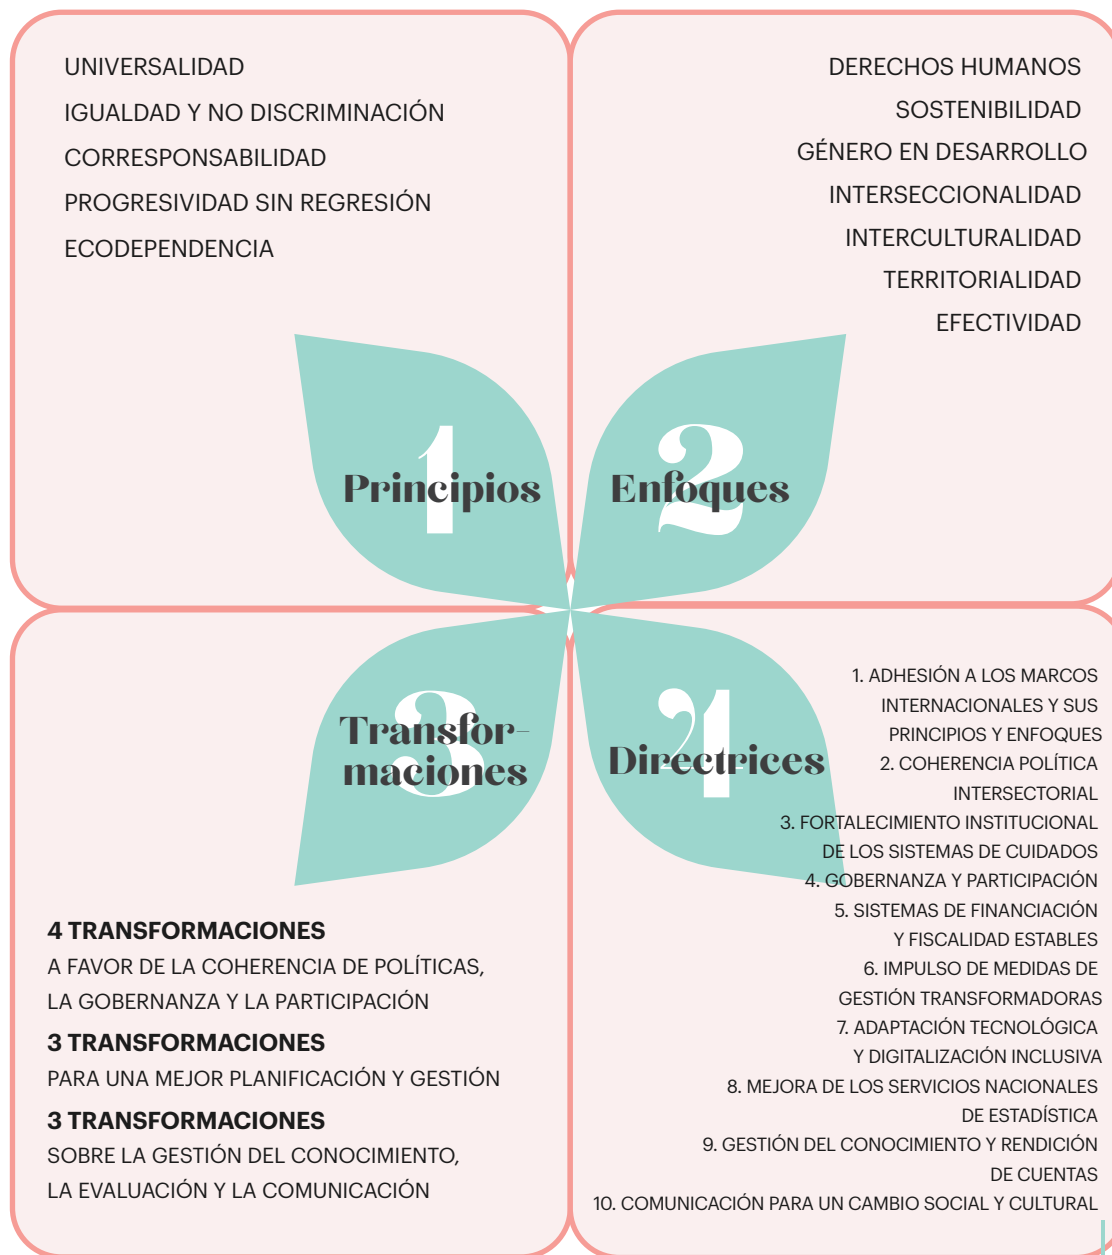 UNIVERSALIDAD
IGUALDAD Y NO DISCRIMINACIÓN
CORRESPONSABILIDAD
PROGRESIVIDAD SIN REGRESIÓN
ECODEPENDENCIA
1
Principios
DERECHOS HUMANOS
SOSTENIBILIDAD
GÉNERO EN DESARROLLO
INTERSECCIONALIDAD
INTERCULTURALIDAD
TERRITORIALIDAD
EFECTIVIDAD
2
Enfoques
3
Transfor-
maciones
4 TRANSFORMACIONES
A FAVOR DE LA COHERENCIA DE POLÍTICAS,
LA GOBERNANZA Y LA PARTICIPACIÓN
3 TRANSFORMACIONES
PARA UNA MEJOR PLANIFICACIÓN Y GESTIÓN
3 TRANSFORMACIONES
SOBRE LA GESTIÓN DEL CONOCIMIENTO,
LA EVALUACIÓN Y LA COMUNICACIÓN
4
Directrices
1. ADHESIÓN A LOS MARCOS
INTERNACIONALES Y SUS
PRINCIPIOS Y ENFOQUES
2. COHERENCIA POLÍTICA
INTERSECTORIAL
3. FORTALECIMIENTO INSTITUCIONAL
DE LOS SISTEMAS DE CUIDADOS
4. GOBERNANZA Y PARTICIPACIÓN
5. SISTEMAS DE FINANCIACIÓN
Y FISCALIDAD ESTABLES
6. IMPULSO DE MEDIDAS DE
GESTIÓN TRANSFORMADORAS
7. ADAPTACIÓN TECNOLÓGICA
Y DIGITALIZACIÓN INCLUSIVA
8. MEJORA DE LOS SERVICIOS NACIONALES
DE ESTADÍSTICA
9. GESTIÓN DEL CONOCIMIENTO Y RENDICIÓN
DE CUENTAS
10. COMUNICACIÓN PARA UN CAMBIO SOCIAL Y CULTURAL